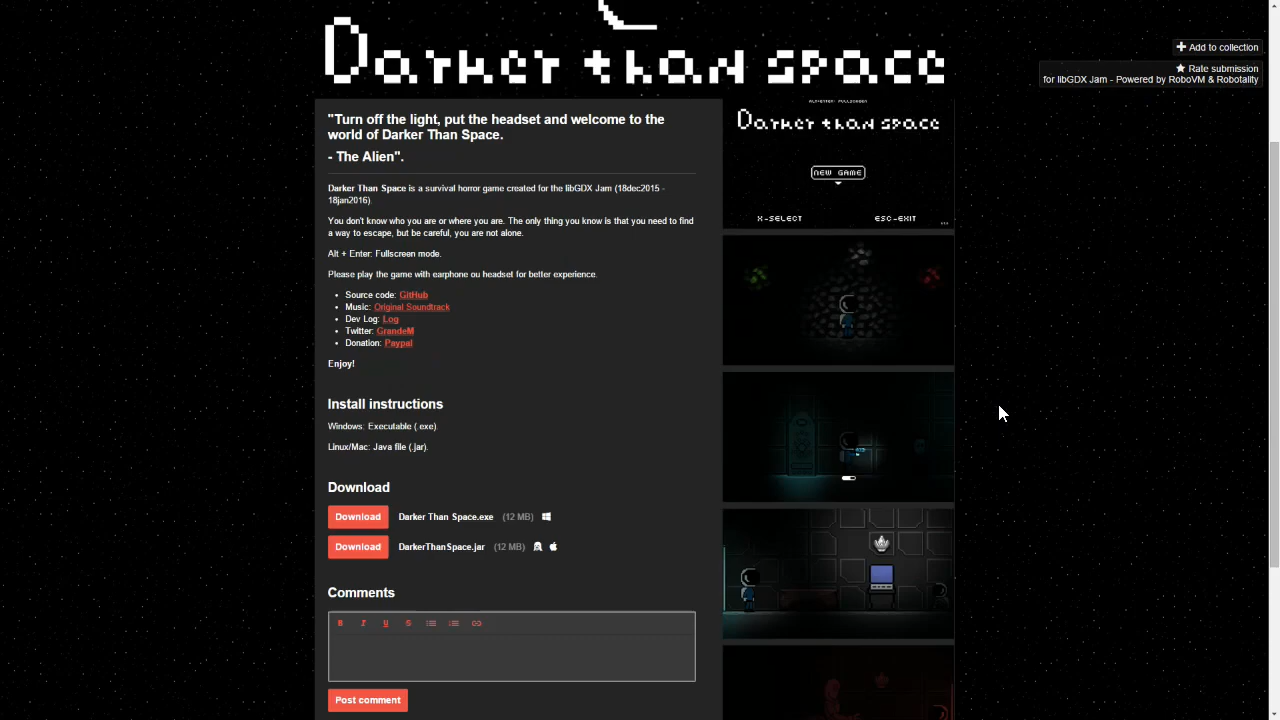 Darker than space
+ Add to collection
★ Rate submission
for libGDX Jam - Powered by RoboVM & Robotality
"Turn off the light, put the headset and welcome to the
world of Darker Than Space.
- The Alien".
Darker Than Space is a survival horror game created for the libGDX Jam (18dec2015 -
18jan2016).
You don't know who you are or where you are. The only thing you know is that you need to find
a way to escape, but be careful, you are not alone.
Alt + Enter: Fullscreen mode.
Please play the game with earphone ou headset for better experience.
• Source code: GitHub
• Music: Original Soundtrack
• Dev Log: Log
• Twitter: GrandeM
• Donation: Paypal
Enjoy!
Install instructions
Windows: Executable (.exe).
Linux/Mac: Java file (.jar).
Download
Download Darker Than Space.exe (12 MB)
Download DarkerThanSpace.jar (12 MB)
Comments
B I U S
Post comment
ALT+ENTER: FULLSCREEN
Darker than space
NEW GAME
X-SELECT ESC-EXIT